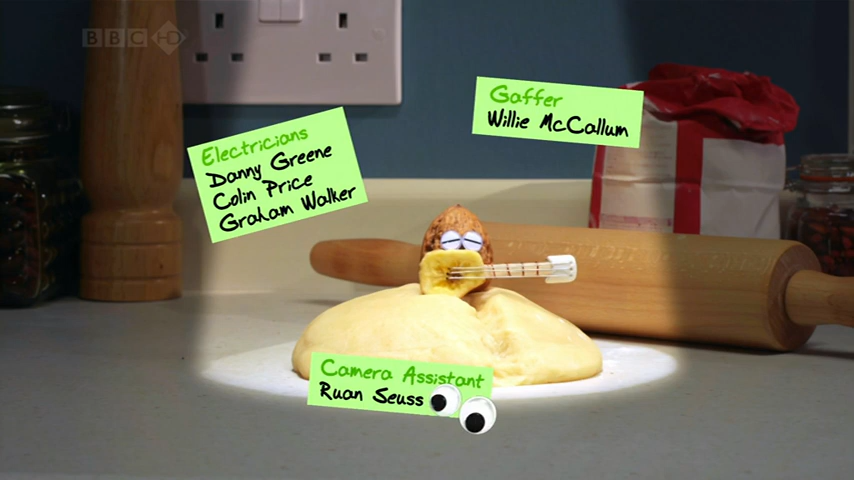 BBC HD
Electricians
Danny Greene
Colin Price
Graham Walker
Gaffer
Willie McCallum
Camera Assistant
Ruan Seuss